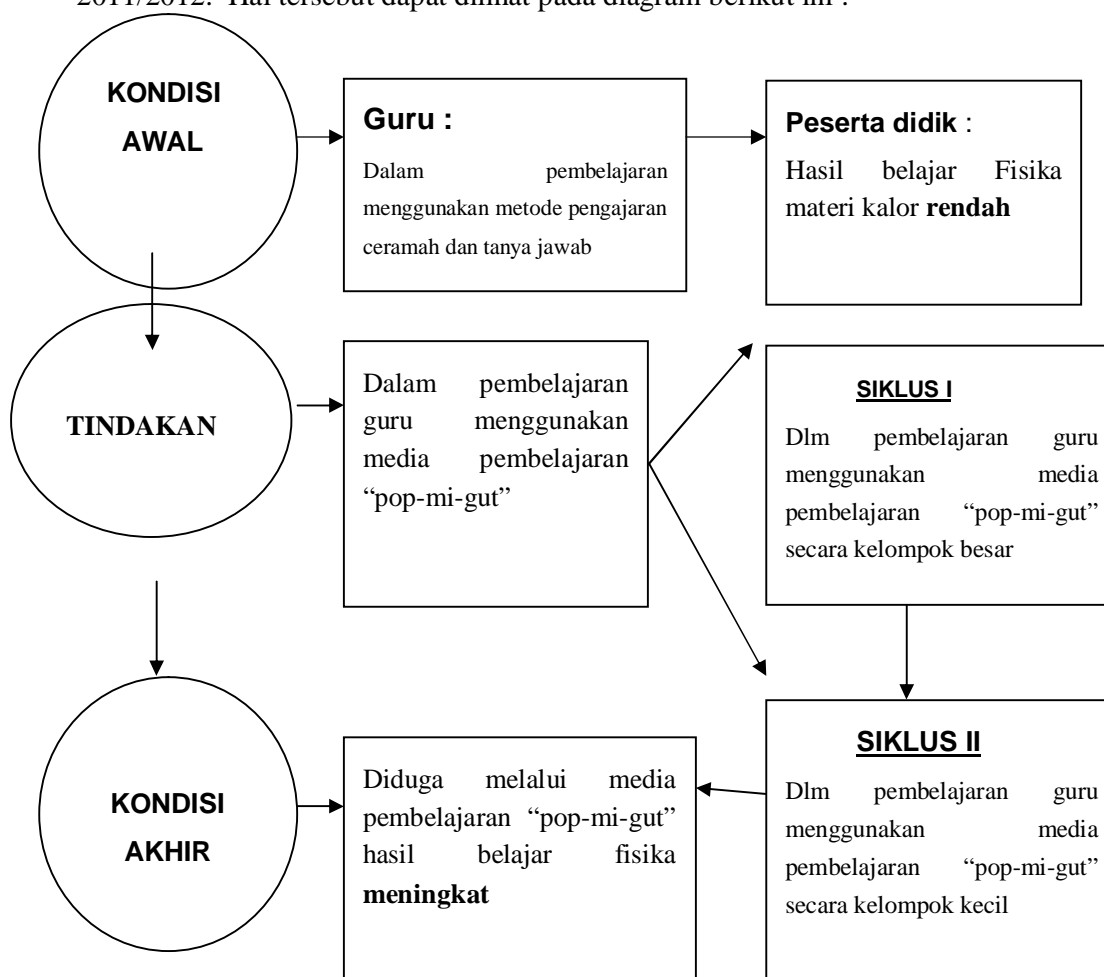 2011/2012. Hal tersebut dapat dilihat pada diagram berikut ini :
KONDISI
AWAL
Guru :
Dalam pembelajaran
menggunakan metode pengajaran
ceramah dan tanya jawab
Peserta didik :
Hasil belajar Fisika
materi kalor rendah
TINDAKAN
Dalam pembelajaran
guru menggunakan
media pembelajaran
“pop-mi-gut”
SIKLUS I
Dlm pembelajaran guru
menggunakan media
pembelajaran “pop-mi-gut”
secara kelompok besar
KONDISI
AKHIR
Diduga melalui media
pembelajaran “pop-mi-gut”
hasil belajar fisika
meningkat
SIKLUS II
Dlm pembelajaran guru
menggunakan media
pembelajaran “pop-mi-gut”
secara kelompok kecil